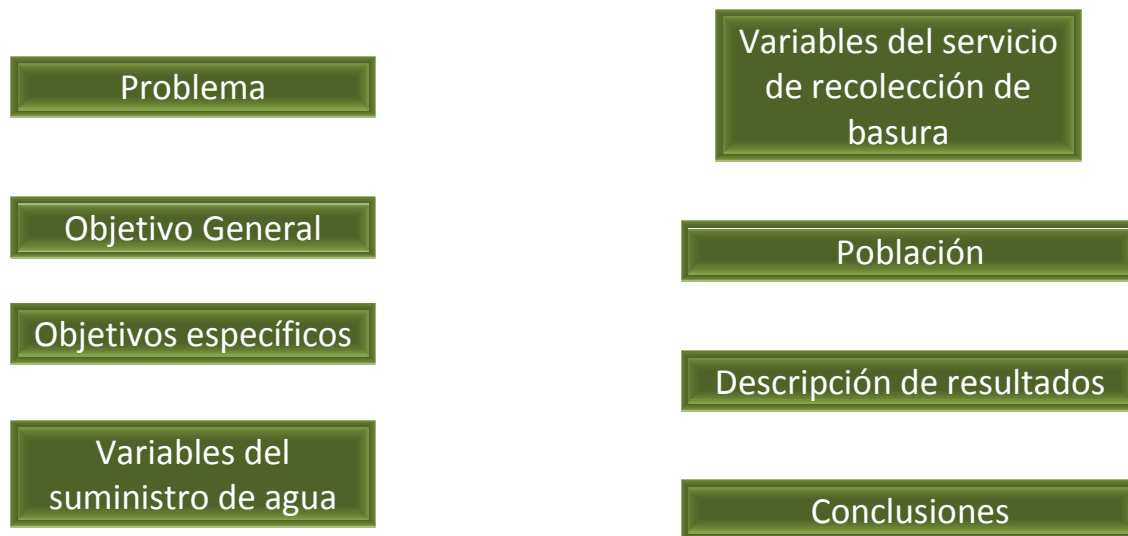 Problema
Objetivo General
Objetivos específicos
Variables del
suministro de agua
Variables del servicio
de recolección de
basura
Población
Descripción de resultados
Conclusiones